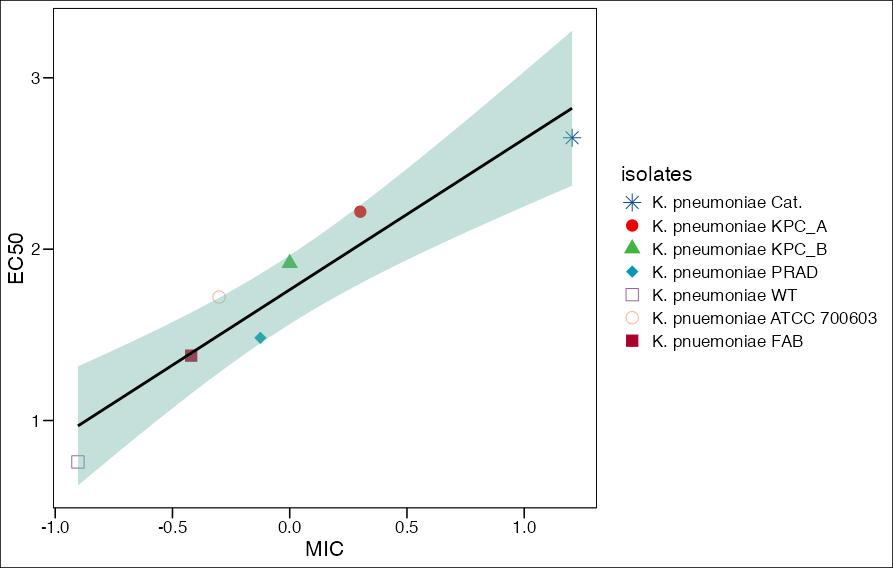 EC50
3
2
1
-1.0 -0.5 0.0 0.5 1.0
MIC
isolates
K. pneumoniae Cat.
K. pneumoniae KPC_A
K. pneumoniae KPC_B
K. pneumoniae PRAD
K. pneumoniae WT
K. pnuemoniae ATCC 700603
K. pnuemoniae FAB